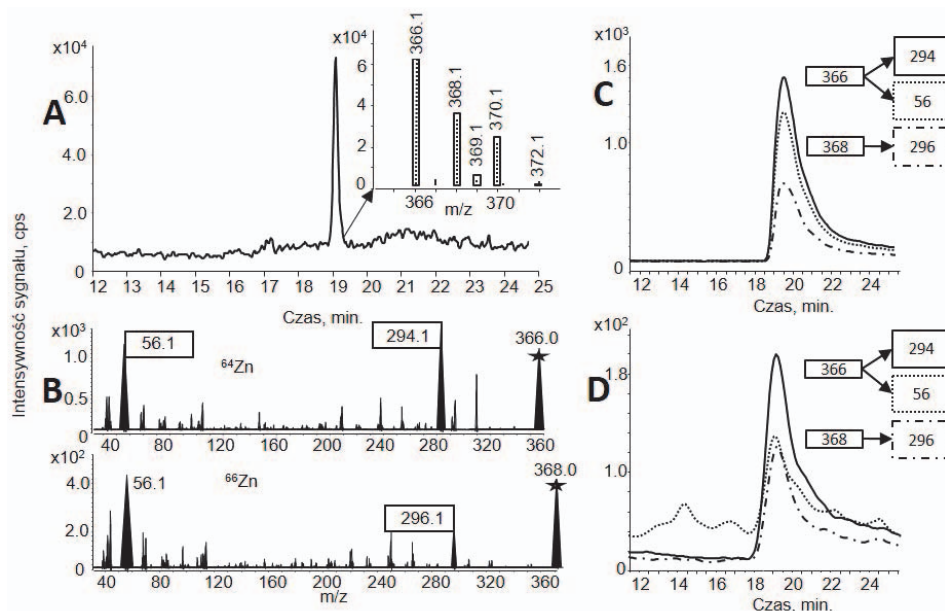 Intensywność sygnału, cps
A
x10⁴
6.0
4.0
2.0
0
12 13 14 15 16 17 18 19 20 21 22 23 24 25
Czas, min.
x10⁴
6
4
2
0
366.1
368.1
369.1
370.1
372.1
366 370
m/z
B
x10³
1.0
0.5
0.0
56.1
⁶⁴Zn
294.1
366.0
40 80 120 160 200 240 280 320 360
x10²
4.0
2.0
0.0
56.1
⁶⁶Zn
296.1
368.0
40 80 120 160 200 240 280 320 360
m/z
C
x10³
1.6
1.0
0
366
294
56
368
296
12 14 16 18 20 22 24
Czas, min.
D
x10²
1.8
1.0
0
366
294
56
368
296
12 14 16 18 20 22 24
Czas, min.